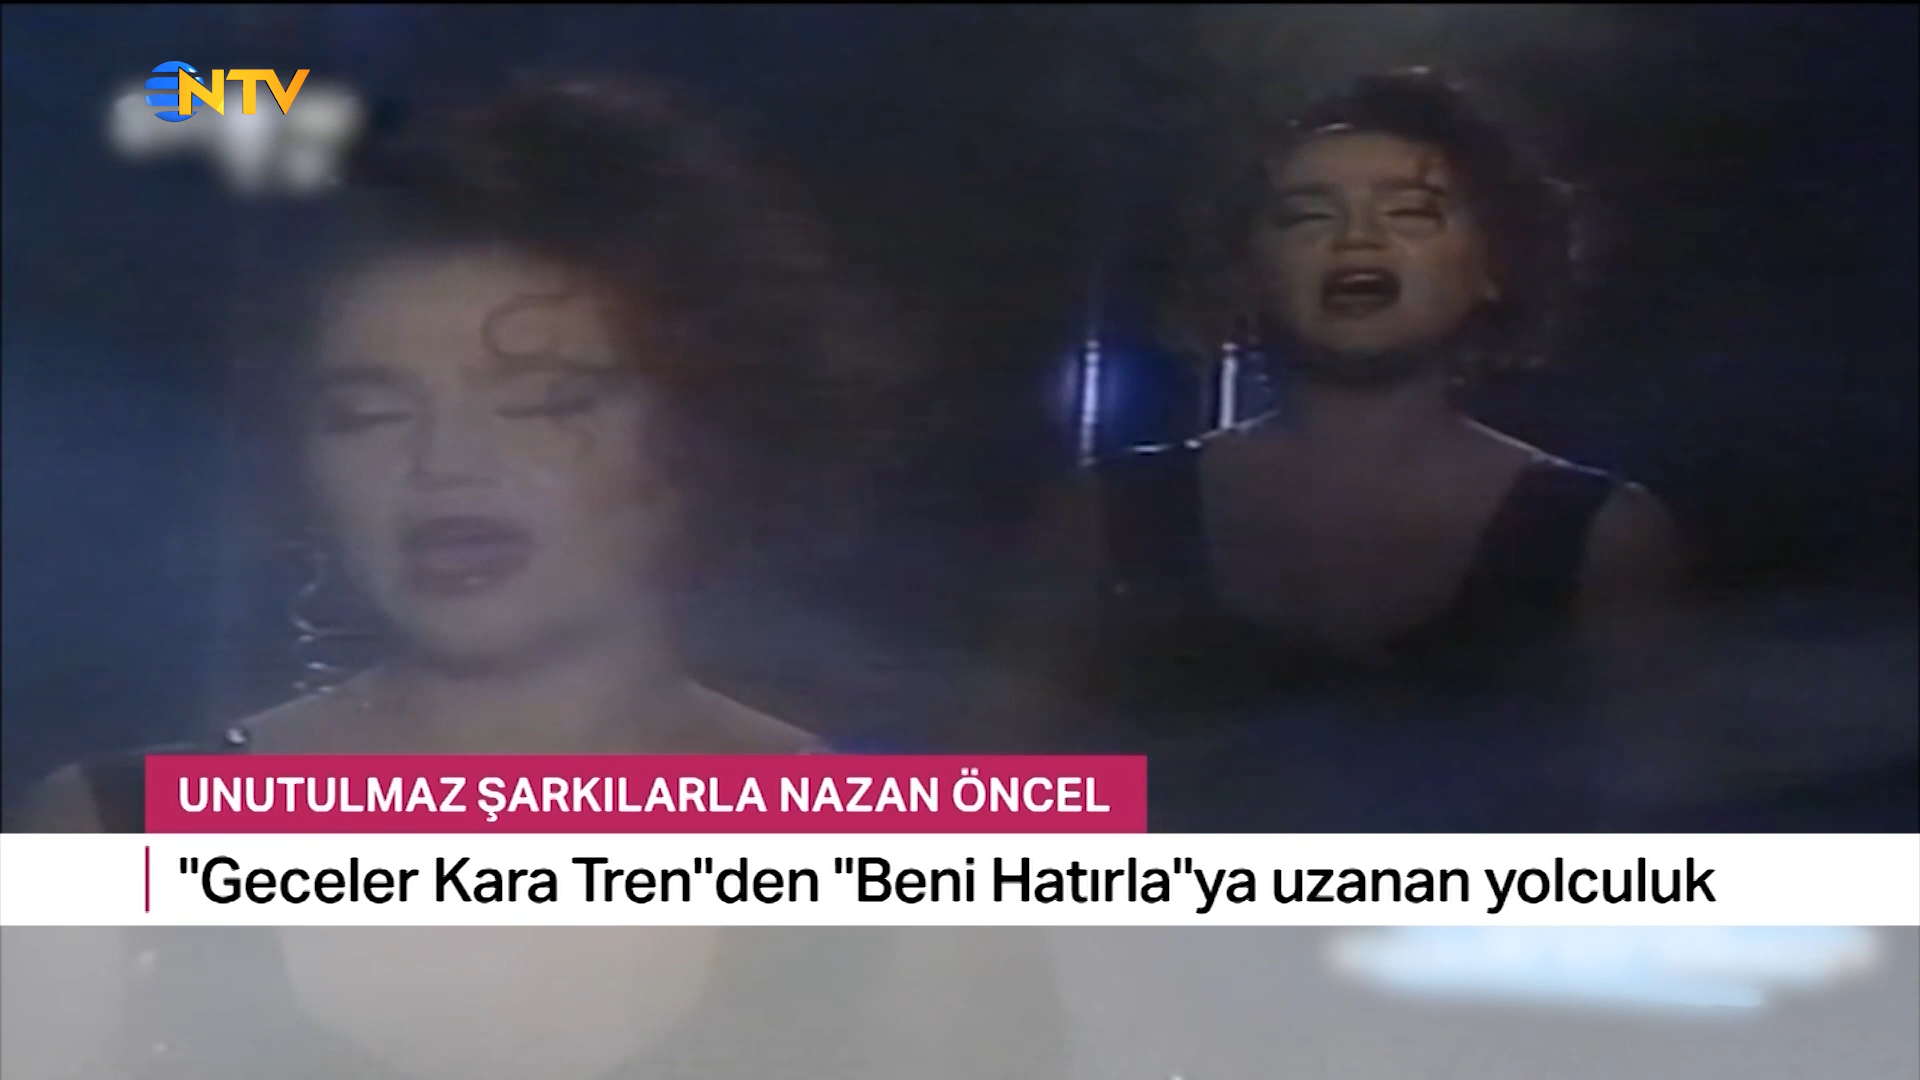 NTV
UNUTULMAZ ŞARKILARLA NAZAN ÖNCEL
"Geceler Kara Tren"den "Beni Hatırla"ya uzanan yolculuk